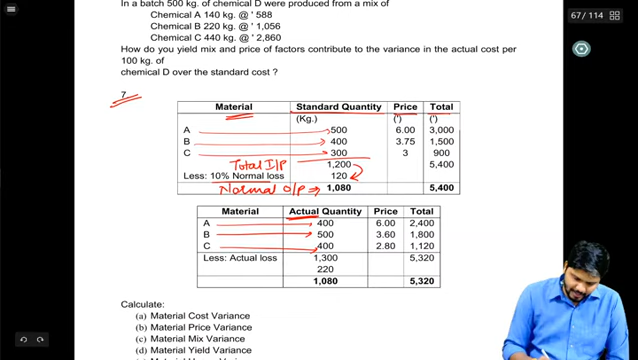 In a batch 500 kg. of chemical D were produced from a mix of
67 / 114
Chemical A 140 kg. @ ' 588
Chemical B 220 kg. @ ' 1,056
Chemical C 440 kg. @ ' 2,860
How do you yield mix and price of factors contribute to the variance in the actual cost per
100 kg. of
chemical D over the standard cost ?
7
Material Standard Quantity Price Total
(Kg.) (') (')
A 500 6.00 3,000
B 400 3.75 1,500
C 300 3 900
Total I/P 1,200 5,400
Less: 10% Normal loss 120
Normal O/P ⇒ 1,080 5,400
Material Actual Quantity Price Total
A 400 6.00 2,400
B 500 3.60 1,800
C 400 2.80 1,120
Less: Actual loss 1,300 5,320
220
1,080 5,320
Calculate:
(a) Material Cost Variance
(b) Material Price Variance
(c) Material Mix Variance
(d) Material Yield Variance